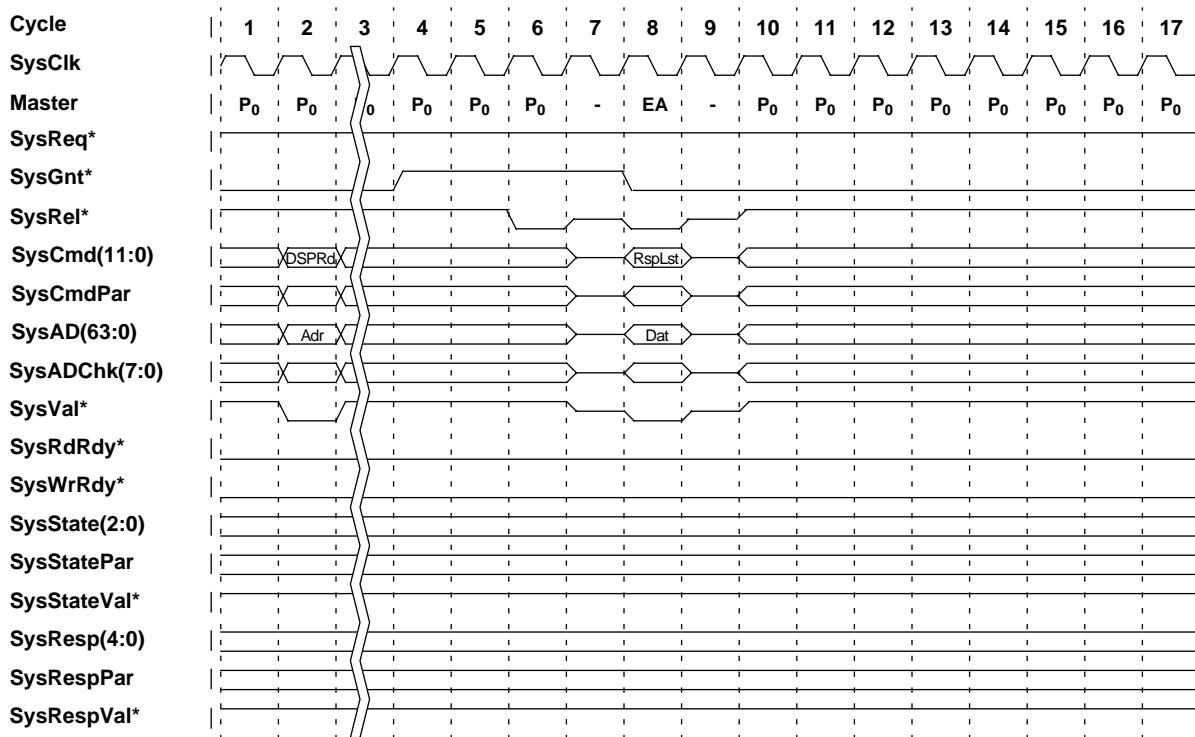 Cycle | 1 2 3 4 5 6 7 8 9 10 11 12 13 14 15 16 17
SysClk |
Master | P0 P0 0 P0 P0 P0 - EA - P0 P0 P0 P0 P0 P0 P0 P0
SysReq* |
SysGnt* |
SysRel* |
SysCmd(11:0) | DSPRd RspLst
SysCmdPar |
SysAD(63:0) | Adr Dat
SysADChk(7:0) |
SysVal* |
SysRdRdy* |
SysWrRdy* |
SysState(2:0) |
SysStatePar |
SysStateVal* |
SysResp(4:0) |
SysRespPar |
SysRespVal* |